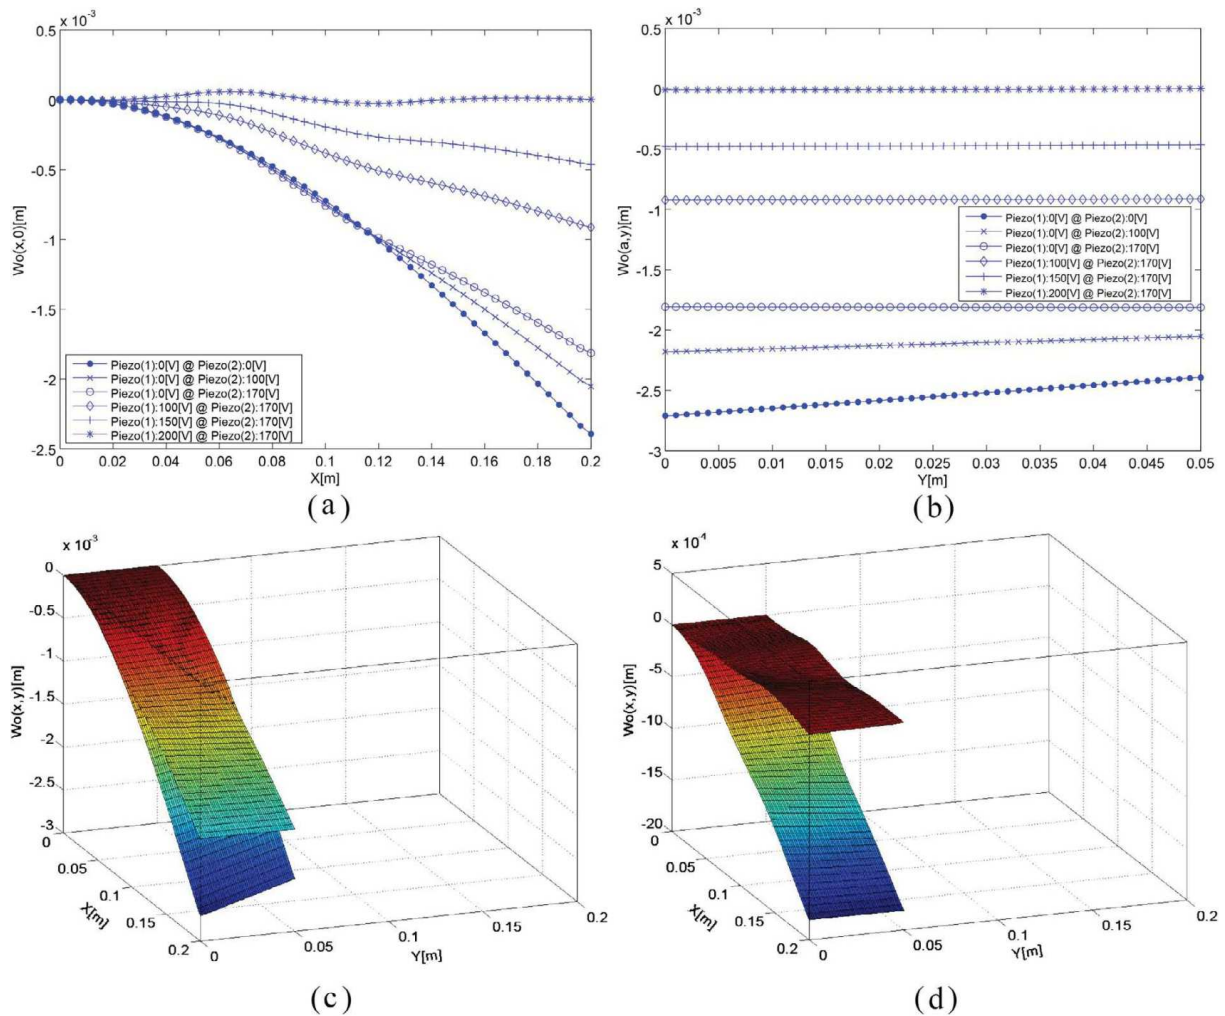 x 10⁻³
0.5
0
-0.5
-1
-1.5
-2
-2.5
Wo(x,0)[m]
Piezo(1):0[V] @ Piezo(2):0[V]
Piezo(1):0[V] @ Piezo(2):100[V]
Piezo(1):0[V] @ Piezo(2):170[V]
Piezo(1):100[V] @ Piezo(2):170[V]
Piezo(1):150[V] @ Piezo(2):170[V]
Piezo(1):200[V] @ Piezo(2):170[V]
0 0.02 0.04 0.06 0.08 0.1 0.12 0.14 0.16 0.18 0.2
X[m]
(a)
x 10⁻³
0.5
0
-0.5
-1
-1.5
-2
-2.5
-3
Wo(a,y)[m]
Piezo(1):0[V] @ Piezo(2):0[V]
Piezo(1):0[V] @ Piezo(2):100[V]
Piezo(1):0[V] @ Piezo(2):170[V]
Piezo(1):100[V] @ Piezo(2):170[V]
Piezo(1):150[V] @ Piezo(2):170[V]
Piezo(1):200[V] @ Piezo(2):170[V]
0 0.005 0.01 0.015 0.02 0.025 0.03 0.035 0.04 0.045 0.05
Y[m]
(b)
x 10⁻³
0
-0.5
-1
-1.5
-2
-2.5
-3
Wo(x,y)[m]
0
0.05
0.1
0.15
0.2
X[m]
0
0.05
0.1
0.15
0.2
Y[m]
(c)
x 10⁴
5
0
-5
-10
-15
-20
Wo(x,y)[m]
0
0.05
0.1
0.15
0.2
X[m]
0
0.05
0.1
0.15
0.2
Y[m]
(d)